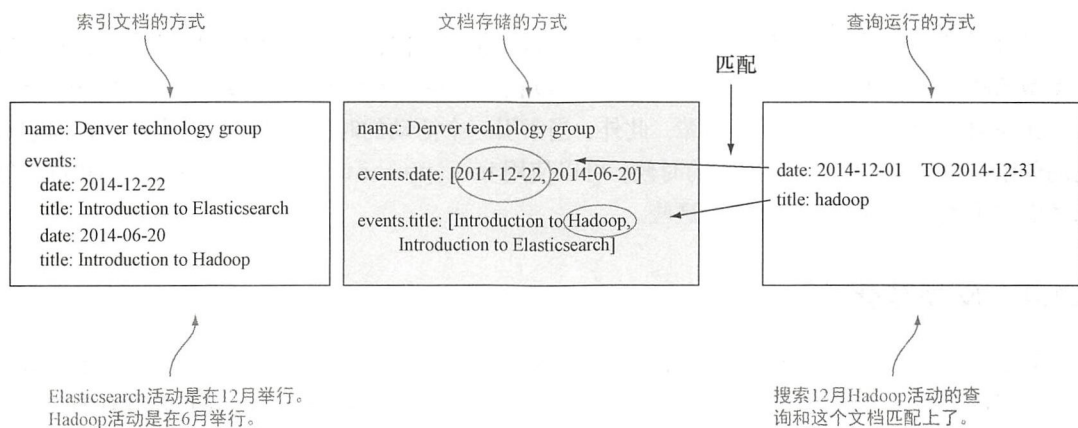 索引文档的方式
文档存储的方式
查询运行的方式
匹配
name: Denver technology group
events:
date: 2014-12-22
title: Introduction to Elasticsearch
date: 2014-06-20
title: Introduction to Hadoop
name: Denver technology group
events.date: [2014-12-22, 2014-06-20]
events.title: [Introduction to Hadoop,
Introduction to Elasticsearch]
date: 2014-12-01 TO 2014-12-31
title: hadoop
Elasticsearch活动是在12月举行。
Hadoop活动是在6月举行。
搜索12月Hadoop活动的查
询和这个文档匹配上了。